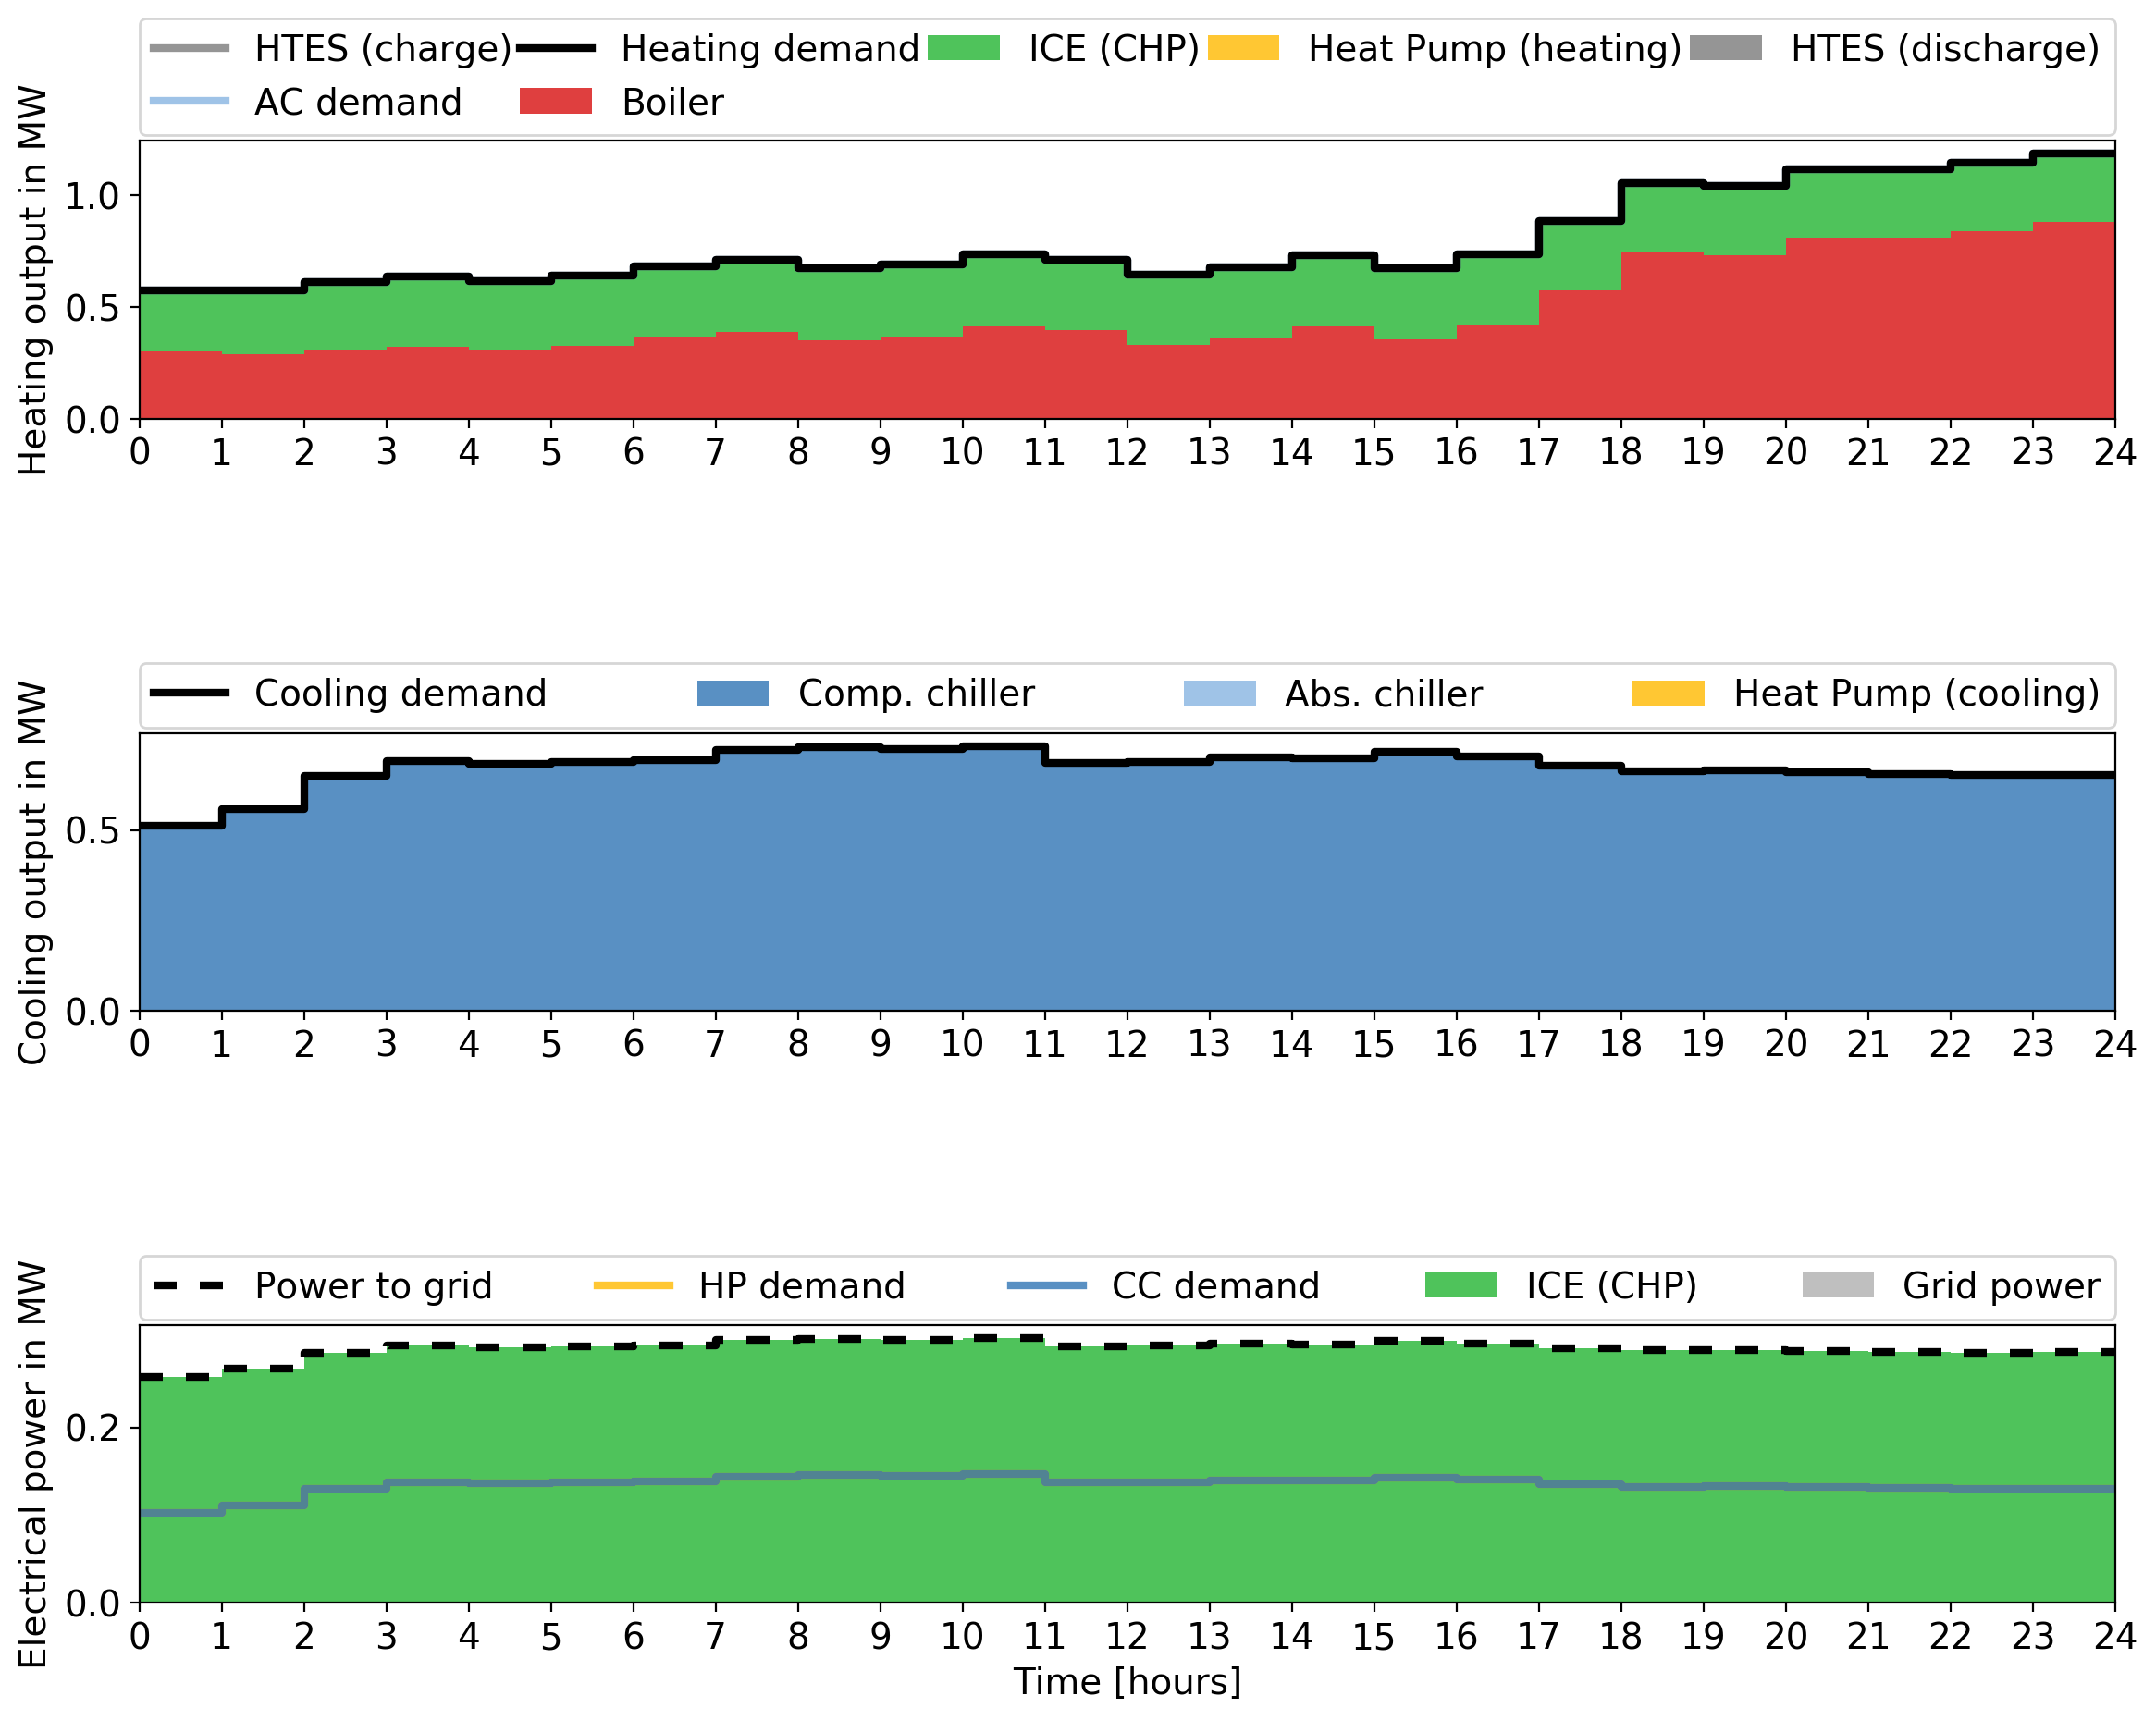 HTES (charge) Heating demand ICE (CHP) Heat Pump (heating) HTES (discharge)
AC demand Boiler
Heating output in MW
1.0
0.5
0.0
0 1 2 3 4 5 6 7 8 9 10 11 12 13 14 15 16 17 18 19 20 21 22 23 24
Cooling demand Comp. chiller Abs. chiller Heat Pump (cooling)
Cooling output in MW
0.5
0.0
0 1 2 3 4 5 6 7 8 9 10 11 12 13 14 15 16 17 18 19 20 21 22 23 24
Power to grid HP demand CC demand ICE (CHP) Grid power
Electrical power in MW
0.2
0.0
0 1 2 3 4 5 6 7 8 9 10 11 12 13 14 15 16 17 18 19 20 21 22 23 24
Time [hours]